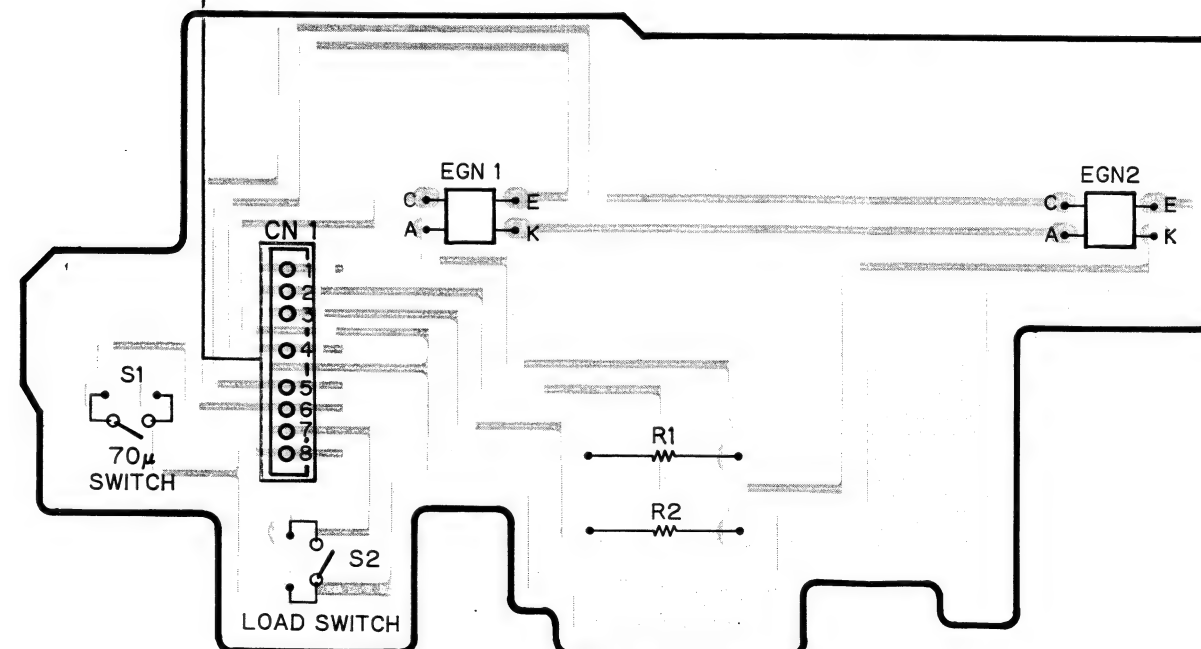 EGN 1
C
E
A
K
EGN2
C
E
A
K
CN 1
1
2
3
4
5
6
7
8
S1
70μ
SWITCH
R1
R2
S2
LOAD SWITCH